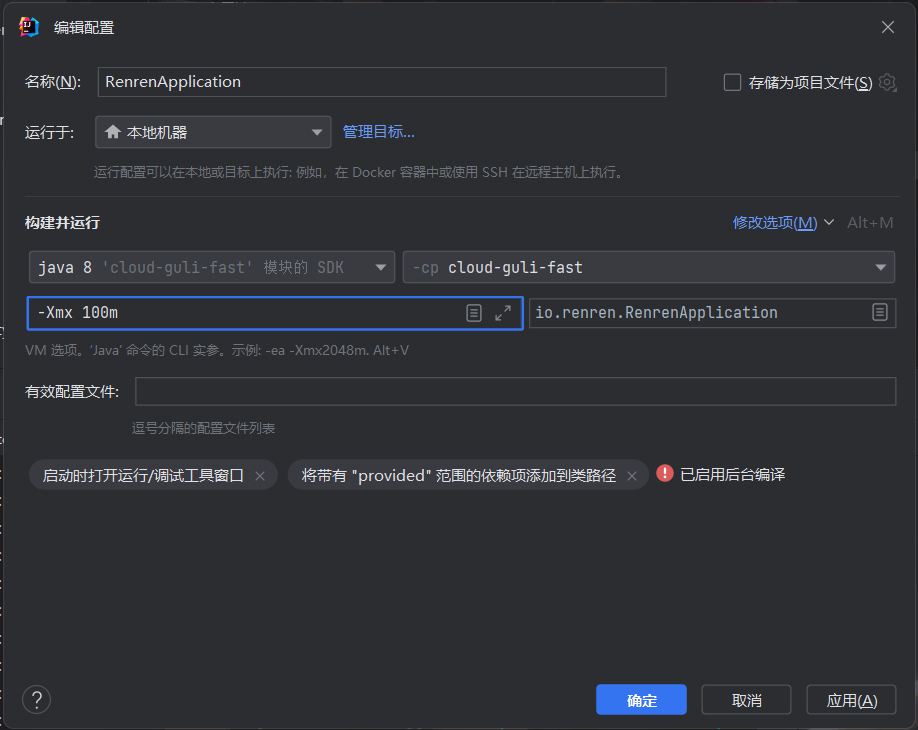 编辑配置
名称(N): RenrenApplication 存储为项目文件(S)
运行于: 本地机器 管理目标...
运行配置可以在本地或目标上执行: 例如，在 Docker 容器中或使用 SSH 在远程主机上执行。
构建并运行 修改选项(M) Alt+M
java 8 'cloud-guli-fast' 模块的 SDK -cp cloud-guli-fast
-Xmx 100m io.renren.RenrenApplication
VM 选项。'Java' 命令的 CLI 实参。示例: -ea -Xmx2048m. Alt+V
有效配置文件:
逗号分隔的配置文件列表
启动时打开运行/调试工具窗口 × 将带有 "provided" 范围的依赖项添加到类路径 × 已启用后台编译
? 确定 取消 应用(A)